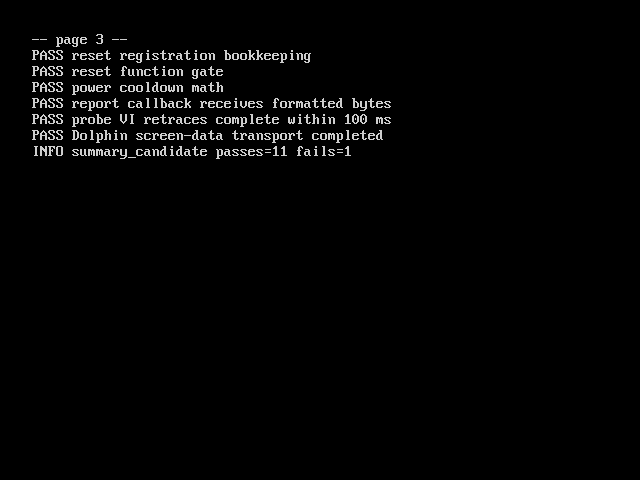 -- page 3 --
PASS reset registration bookkeeping
PASS reset function gate
PASS power cooldown math
PASS report callback receives formatted bytes
PASS probe VI retraces complete within 100 ms
PASS Dolphin screen-data transport completed
INFO summary_candidate passes=11 fails=1